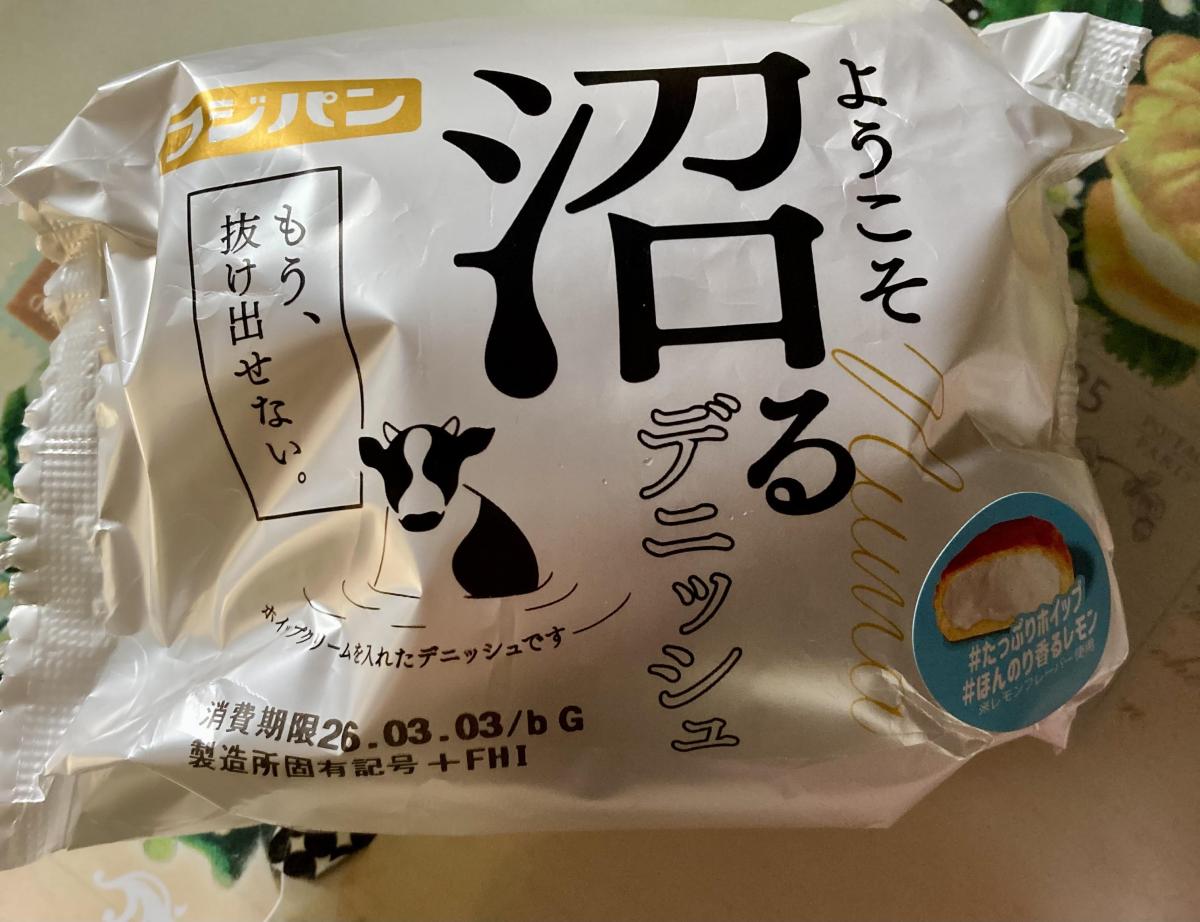 フジパン
ようこそ
沼る
デニッシュ
Numa
もう、
抜け出せない。
ホイップクリームを入れたデニッシュです
#たっぷりホイップ
#ほんのり香るレモン
※レモンフレーバー使用
消費期限26.03.03/b G
製造所固有記号+FHI